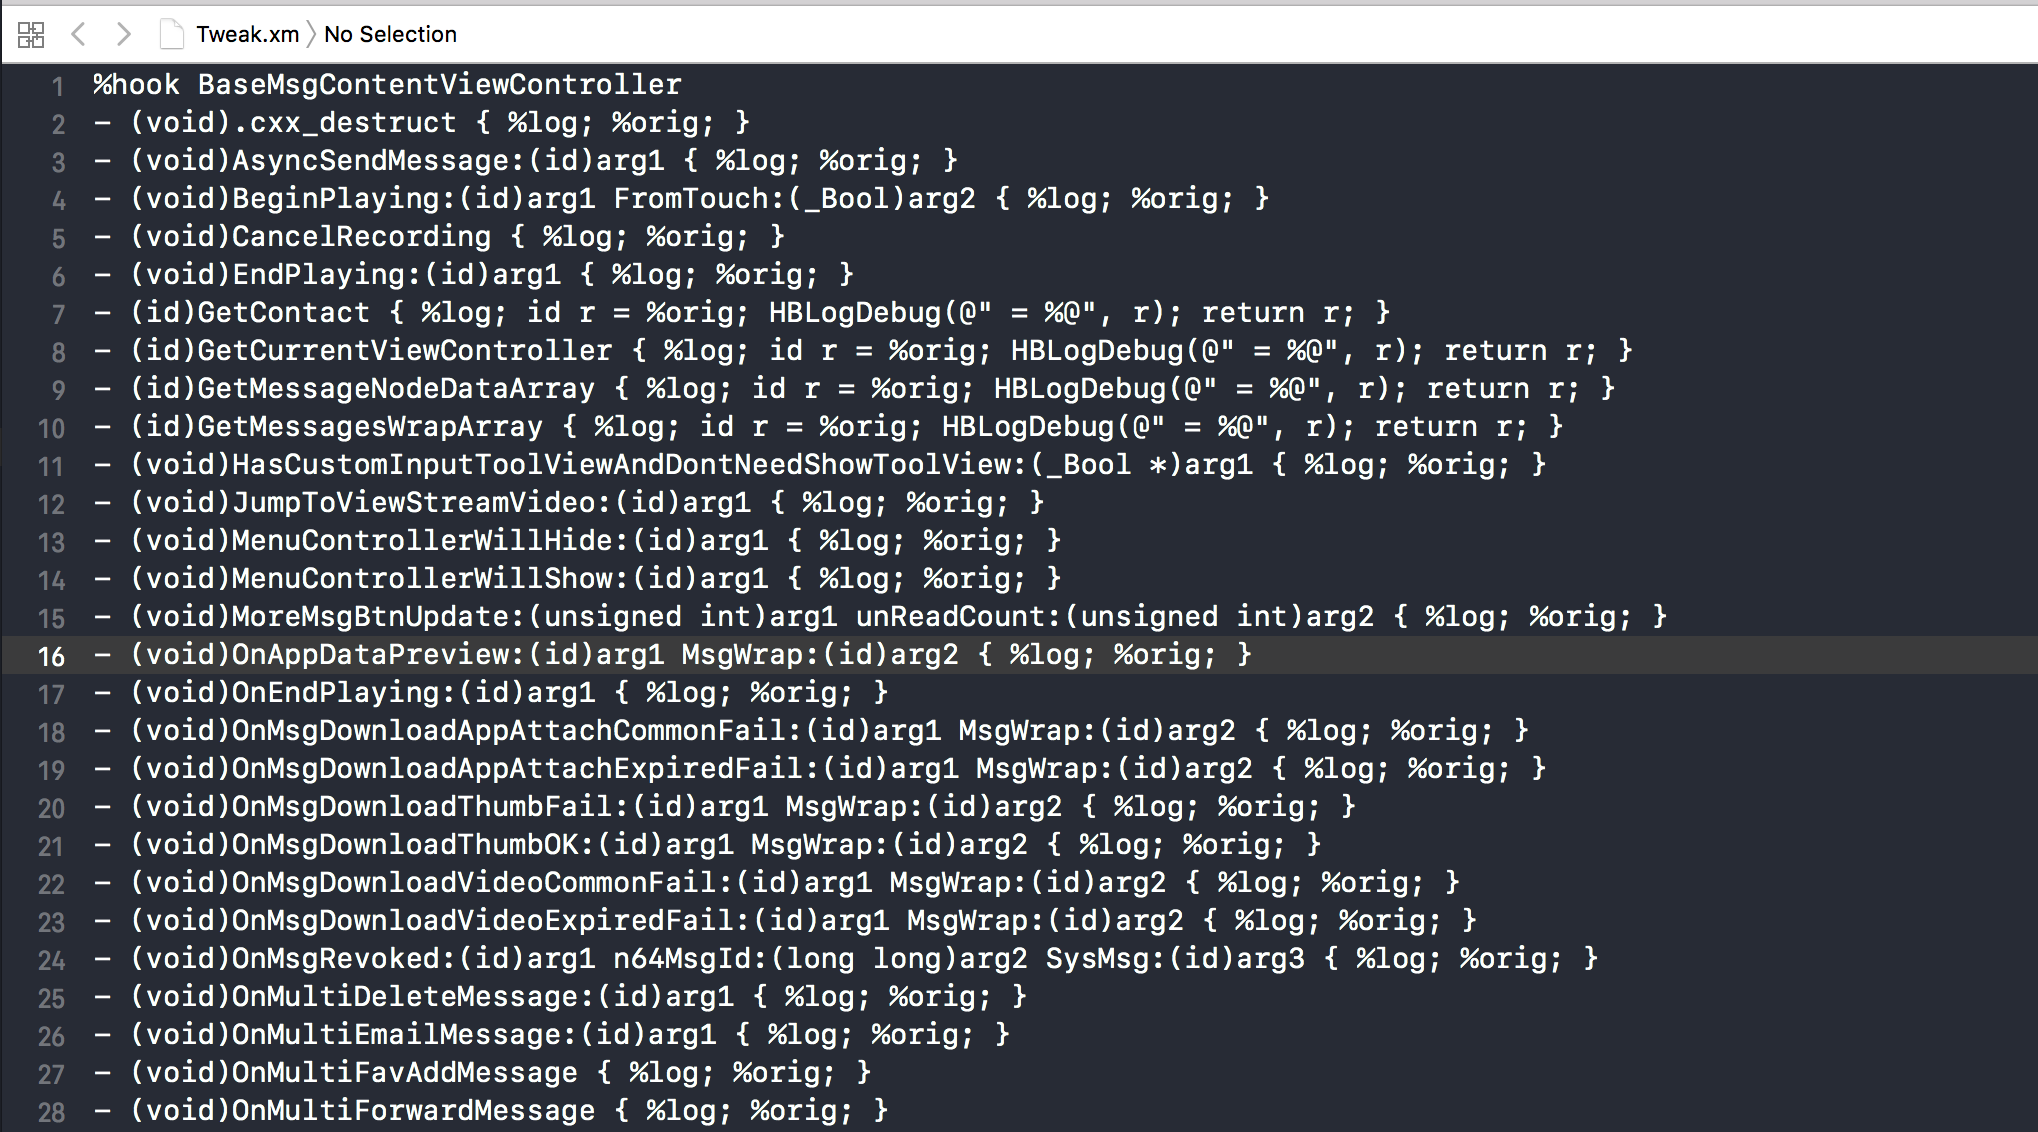 Tweak.xm 〉 No Selection
1 %hook BaseMsgContentViewController
2 - (void).cxx_destruct { %log; %orig; }
3 - (void)AsyncSendMessage:(id)arg1 { %log; %orig; }
4 - (void)BeginPlaying:(id)arg1 FromTouch:(_Bool)arg2 { %log; %orig; }
5 - (void)CancelRecording { %log; %orig; }
6 - (void)EndPlaying:(id)arg1 { %log; %orig; }
7 - (id)GetContact { %log; id r = %orig; HBLogDebug(@" = %@", r); return r; }
8 - (id)GetCurrentViewController { %log; id r = %orig; HBLogDebug(@" = %@", r); return r; }
9 - (id)GetMessageNodeDataArray { %log; id r = %orig; HBLogDebug(@" = %@", r); return r; }
10 - (id)GetMessagesWrapArray { %log; id r = %orig; HBLogDebug(@" = %@", r); return r; }
11 - (void)HasCustomInputToolViewAndDontNeedShowToolView:(_Bool *)arg1 { %log; %orig; }
12 - (void)JumpToViewStreamVideo:(id)arg1 { %log; %orig; }
13 - (void)MenuControllerWillHide:(id)arg1 { %log; %orig; }
14 - (void)MenuControllerWillShow:(id)arg1 { %log; %orig; }
15 - (void)MoreMsgBtnUpdate:(unsigned int)arg1 unReadCount:(unsigned int)arg2 { %log; %orig; }
16 - (void)OnAppDataPreview:(id)arg1 MsgWrap:(id)arg2 { %log; %orig; }
17 - (void)OnEndPlaying:(id)arg1 { %log; %orig; }
18 - (void)OnMsgDownloadAppAttachCommonFail:(id)arg1 MsgWrap:(id)arg2 { %log; %orig; }
19 - (void)OnMsgDownloadAppAttachExpiredFail:(id)arg1 MsgWrap:(id)arg2 { %log; %orig; }
20 - (void)OnMsgDownloadThumbFail:(id)arg1 MsgWrap:(id)arg2 { %log; %orig; }
21 - (void)OnMsgDownloadThumbOK:(id)arg1 MsgWrap:(id)arg2 { %log; %orig; }
22 - (void)OnMsgDownloadVideoCommonFail:(id)arg1 MsgWrap:(id)arg2 { %log; %orig; }
23 - (void)OnMsgDownloadVideoExpiredFail:(id)arg1 MsgWrap:(id)arg2 { %log; %orig; }
24 - (void)OnMsgRevoked:(id)arg1 n64MsgId:(long long)arg2 SysMsg:(id)arg3 { %log; %orig; }
25 - (void)OnMultiDeleteMessage:(id)arg1 { %log; %orig; }
26 - (void)OnMultiEmailMessage:(id)arg1 { %log; %orig; }
27 - (void)OnMultiFavAddMessage { %log; %orig; }
28 - (void)OnMultiForwardMessage { %log; %orig; }